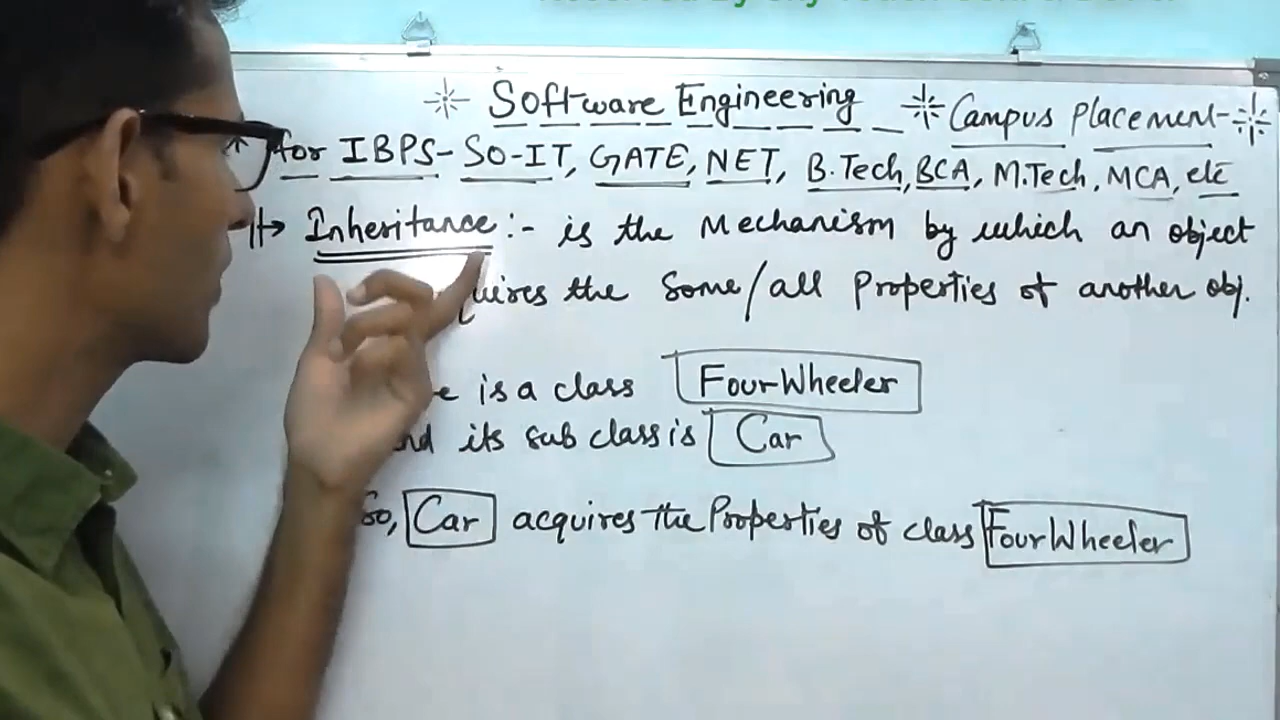 Software Engineering Campus Placement
for IBPS-SO-IT, GATE, NET, B.Tech, BCA, M.Tech, MCA, etc
Inheritance :- is the Mechanism by which an object
the Some/all Properties of another obj.
is a class FourWheeler
its sub class is Car
So, Car acquires the Properties of class FourWheeler